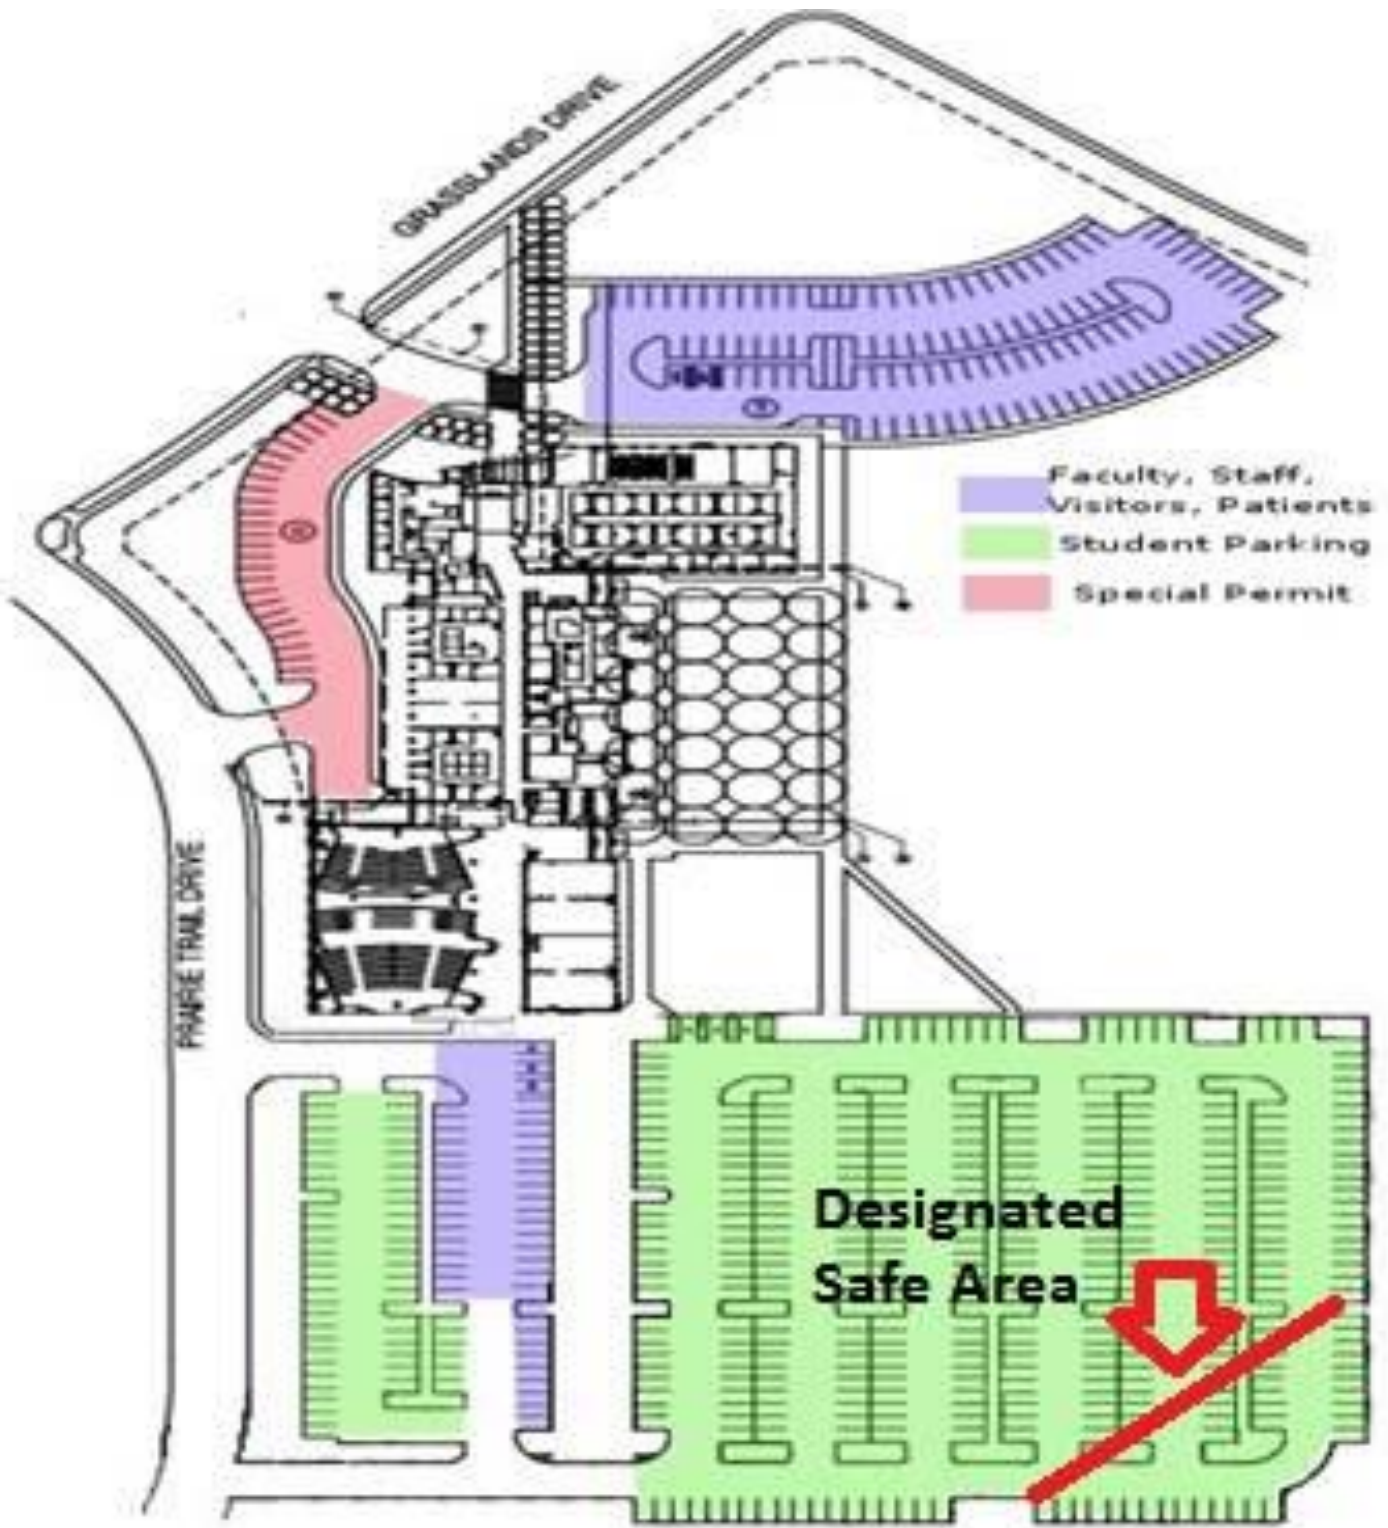 GRASSLANDS DRIVE
Faculty, Staff,
Visitors, Patients
Student Parking
Special Permit
PRAIRIE TRAIL DRIVE
Designated
Safe Area